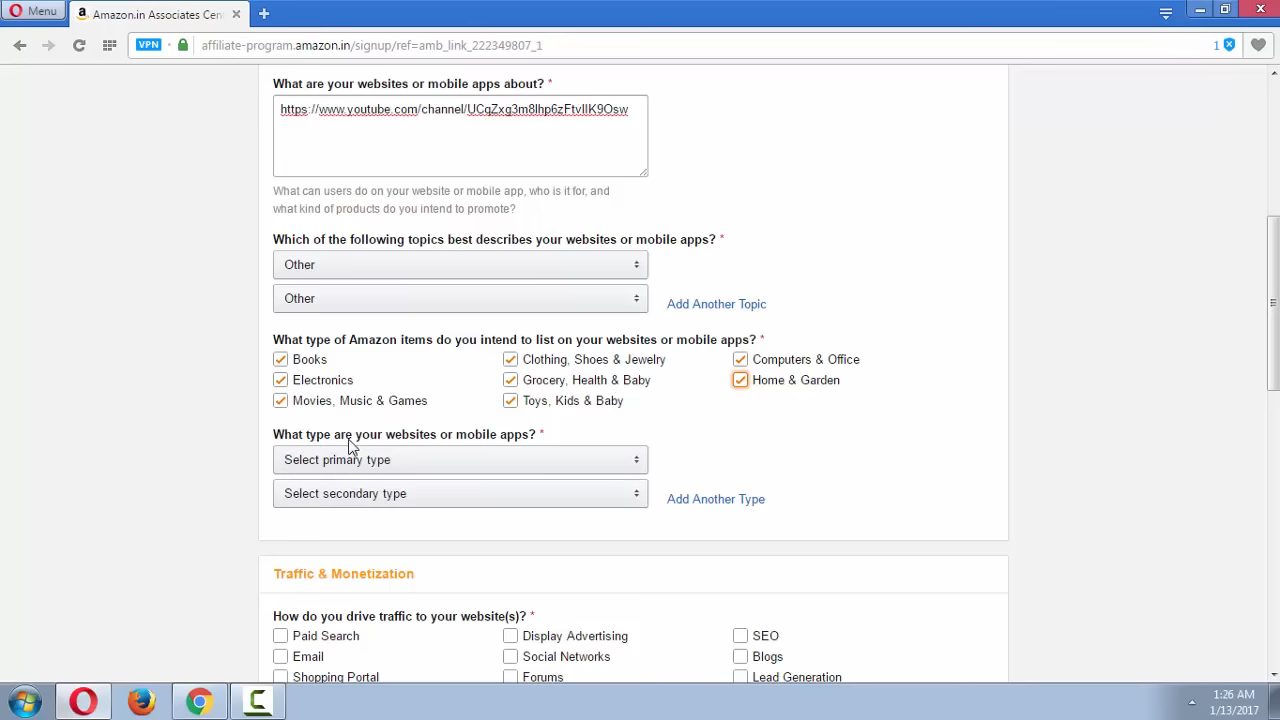 Menu
Amazon.in Associates Cen
VPN
affiliate-program.amazon.in/signup/ref=amb_link_222349807_1
1
What are your websites or mobile apps about? *
https://www.youtube.com/channel/UCqZxg3m8lhp6zFtvIlK9Osw
What can users do on your website or mobile app, who is it for, and
what kind of products do you intend to promote?
Which of the following topics best describes your websites or mobile apps? *
Other
Other
Add Another Topic
What type of Amazon items do you intend to list on your websites or mobile apps? *
Books Clothing, Shoes & Jewelry Computers & Office
Electronics Grocery, Health & Baby Home & Garden
Movies, Music & Games Toys, Kids & Baby
What type are your websites or mobile apps? *
Select primary type
Select secondary type
Add Another Type
Traffic & Monetization
How do you drive traffic to your website(s)? *
Paid Search Display Advertising SEO
Email Social Networks Blogs
Shopping Portal Forums Lead Generation
1:26 AM
1/13/2017